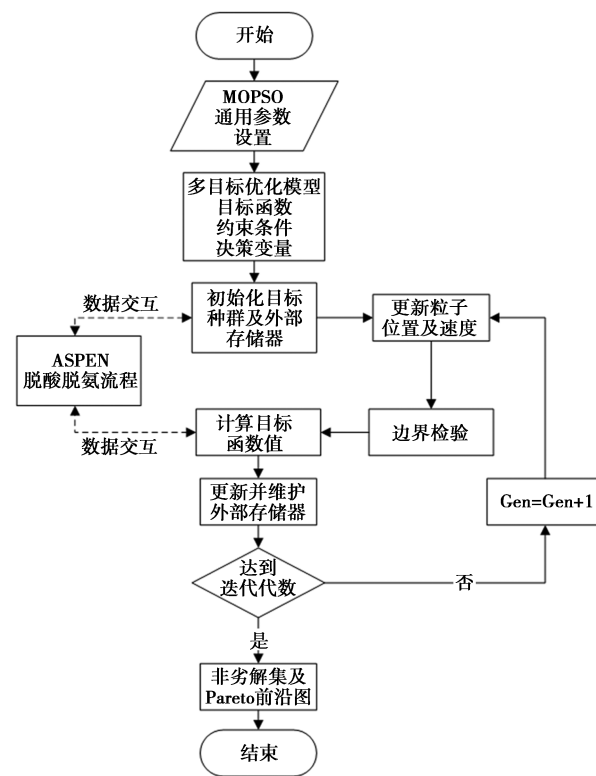 开始
MOPSO
通用参数
设置
多目标优化模型
目标函数
约束条件
决策变量
数据交互
初始化目标
种群及外部
存储器
更新粒子
位置及速度
ASPEN
脱酸脱氨流程
数据交互
计算目标
函数值
边界检验
更新并维护
外部存储器
Gen=Gen+1
达到
迭代代数
否
是
非劣解集及
Pareto前沿图
结束